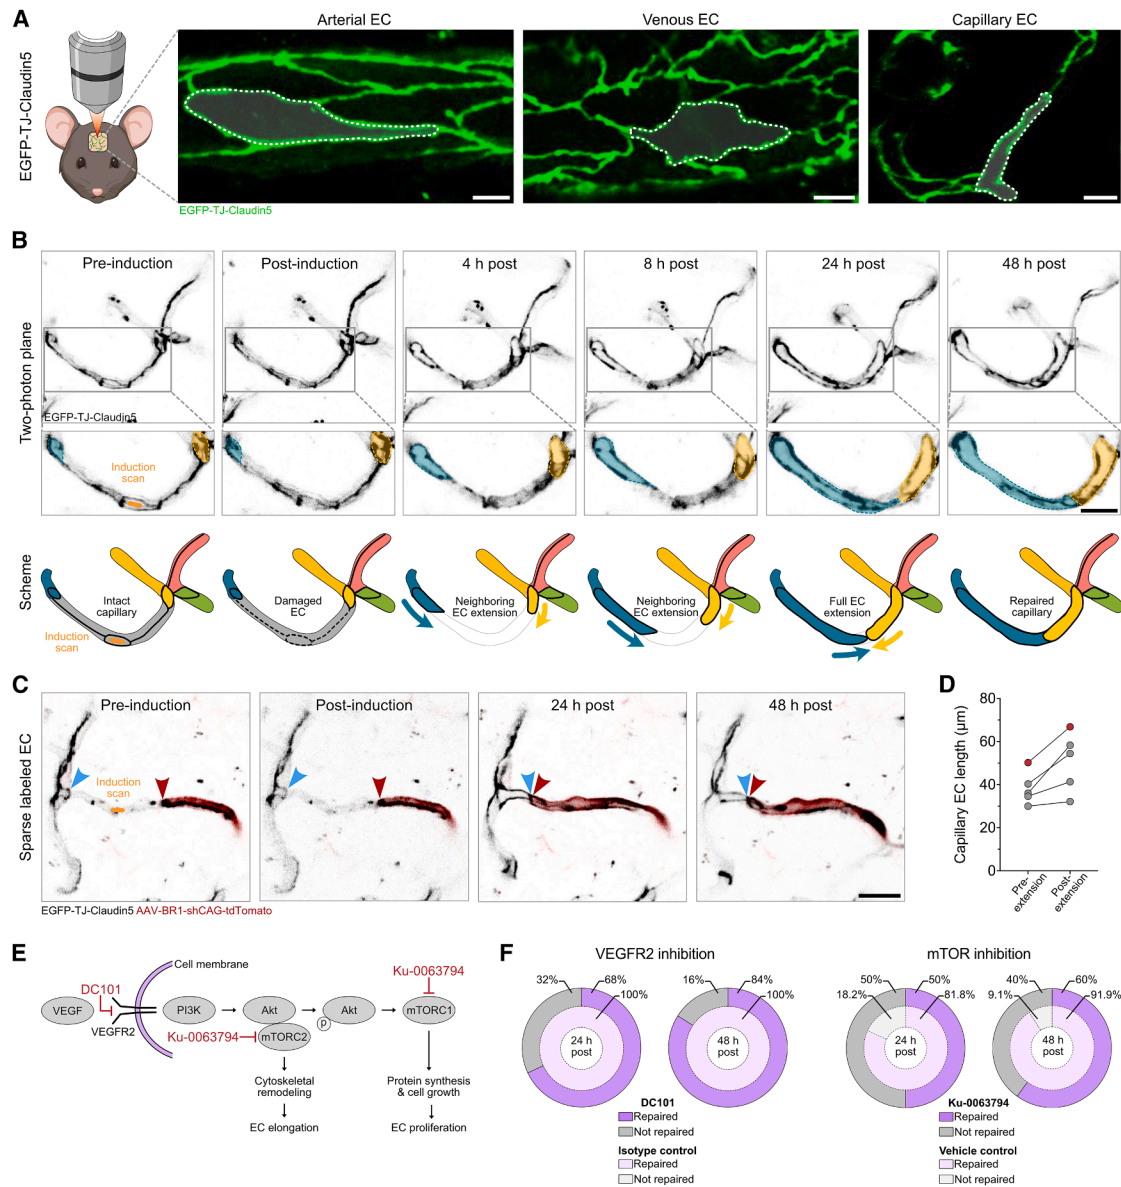 A
Arterial EC
Venous EC
Capillary EC
EGFP-TJ-Claudin5
EGFP-TJ-Claudin5
B
Two-photon plane
Pre-induction
Post-induction
4 h post
8 h post
24 h post
48 h post
EGFP-TJ-Claudin5
Induction
scan
Scheme
Intact
capillary
Induction
scan
Damaged
EC
Neighboring
EC extension
Neighboring
EC extension
Full EC
extension
Repaired
capillary
C
Sparse labeled EC
Pre-induction
Post-induction
24 h post
48 h post
Induction
scan
EGFP-TJ-Claudin5 AAV-BR1-shCAG-tdTomato
D
Capillary EC length (µm)
80
60
40
20
0
Pre-
extension
Post-
extension
E
Cell membrane
DC101
VEGF
VEGFR2
PI3K
Akt
mTORC2
p
Akt
mTORC1
Ku-0063794
Ku-0063794
Cytoskeletal
remodeling
EC elongation
Protein synthesis
& cell growth
EC proliferation
F
VEGFR2 inhibition
32%
68%
100%
24 h
post
16%
84%
100%
48 h
post
DC101
Repaired
Not repaired
Isotype control
Repaired
Not repaired
mTOR inhibition
50%
50%
18.2%
81.8%
24 h
post
40%
60%
9.1%
91.9%
48 h
post
Ku-0063794
Repaired
Not repaired
Vehicle control
Repaired
Not repaired